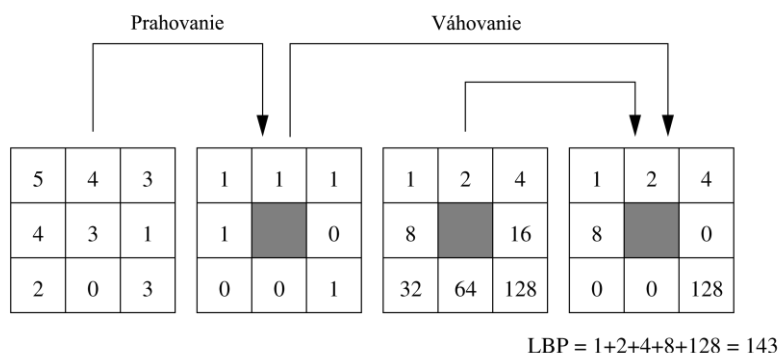 Prahovanie Váhovanie
5 4 3 1 1 1 1 2 4 1 2 4
4 3 1 1 0 8 16 8 0
2 0 3 0 0 1 32 64 128 0 0 128
LBP = 1+2+4+8+128 = 143